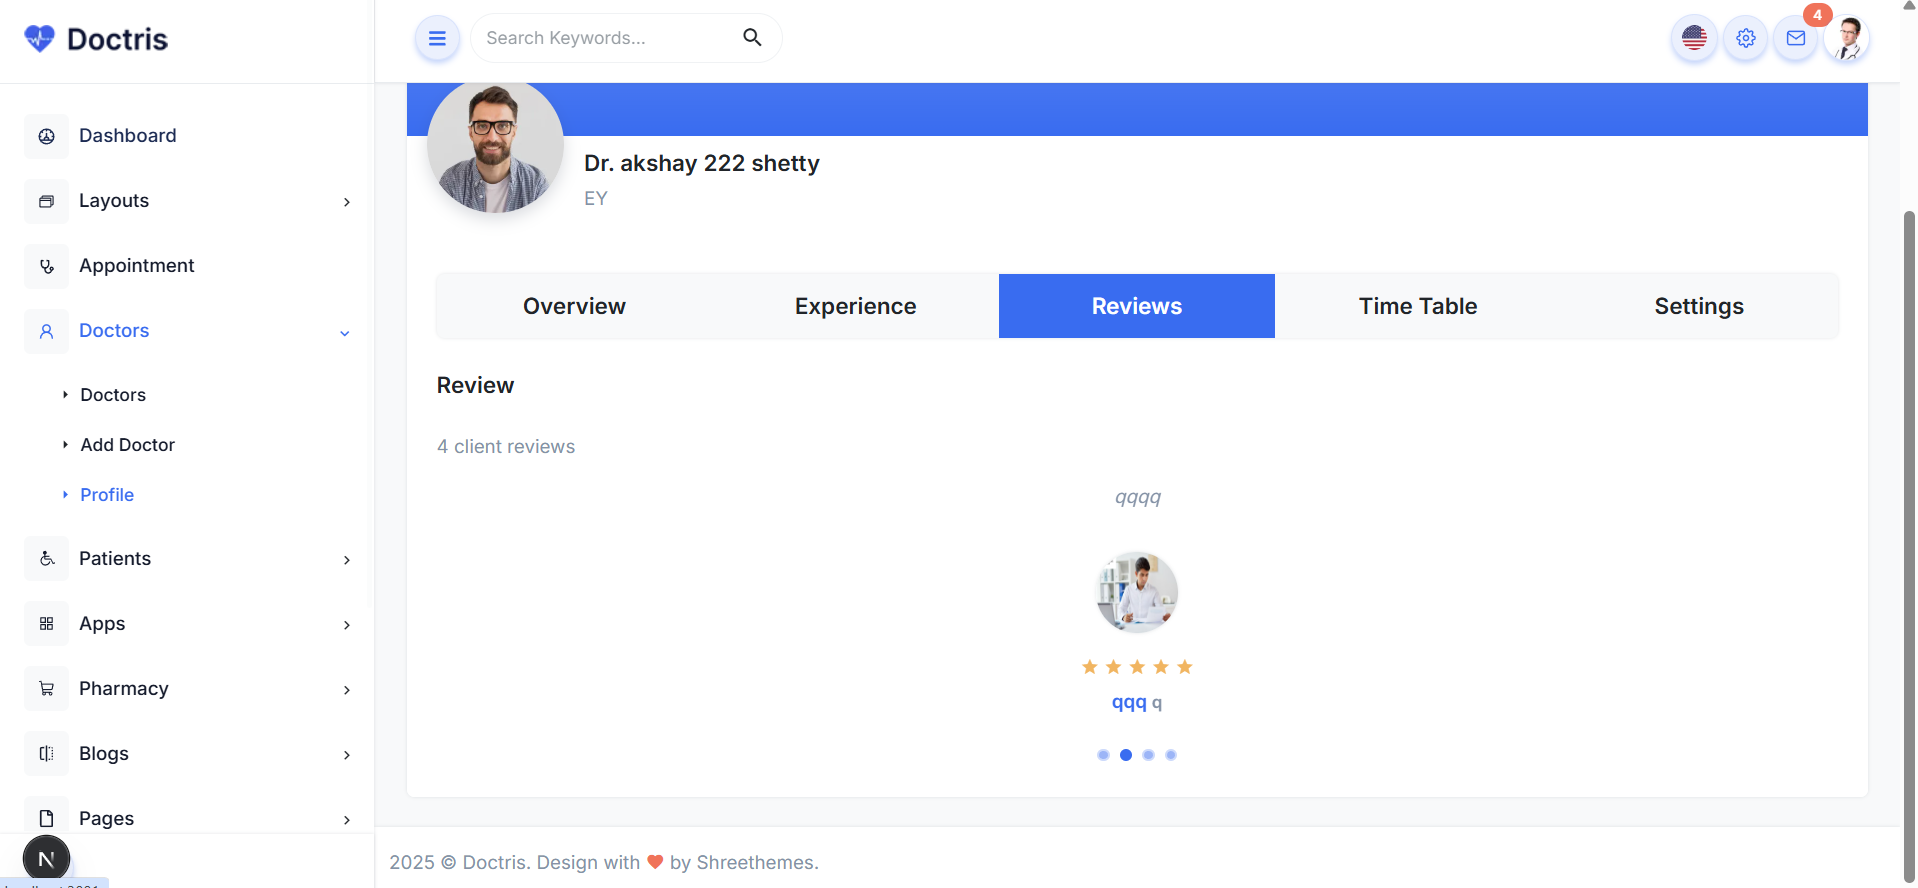 Doctris
Search Keywords...
4
Dashboard
Layouts
Appointment
Doctors
Doctors
Add Doctor
Profile
Patients
Apps
Pharmacy
Blogs
Pages
N
Dr. akshay 222 shetty
EY
Overview
Experience
Reviews
Time Table
Settings
Review
4 client reviews
qqqq
qqq q
2025 © Doctris. Design with ❤ by Shreethemes.